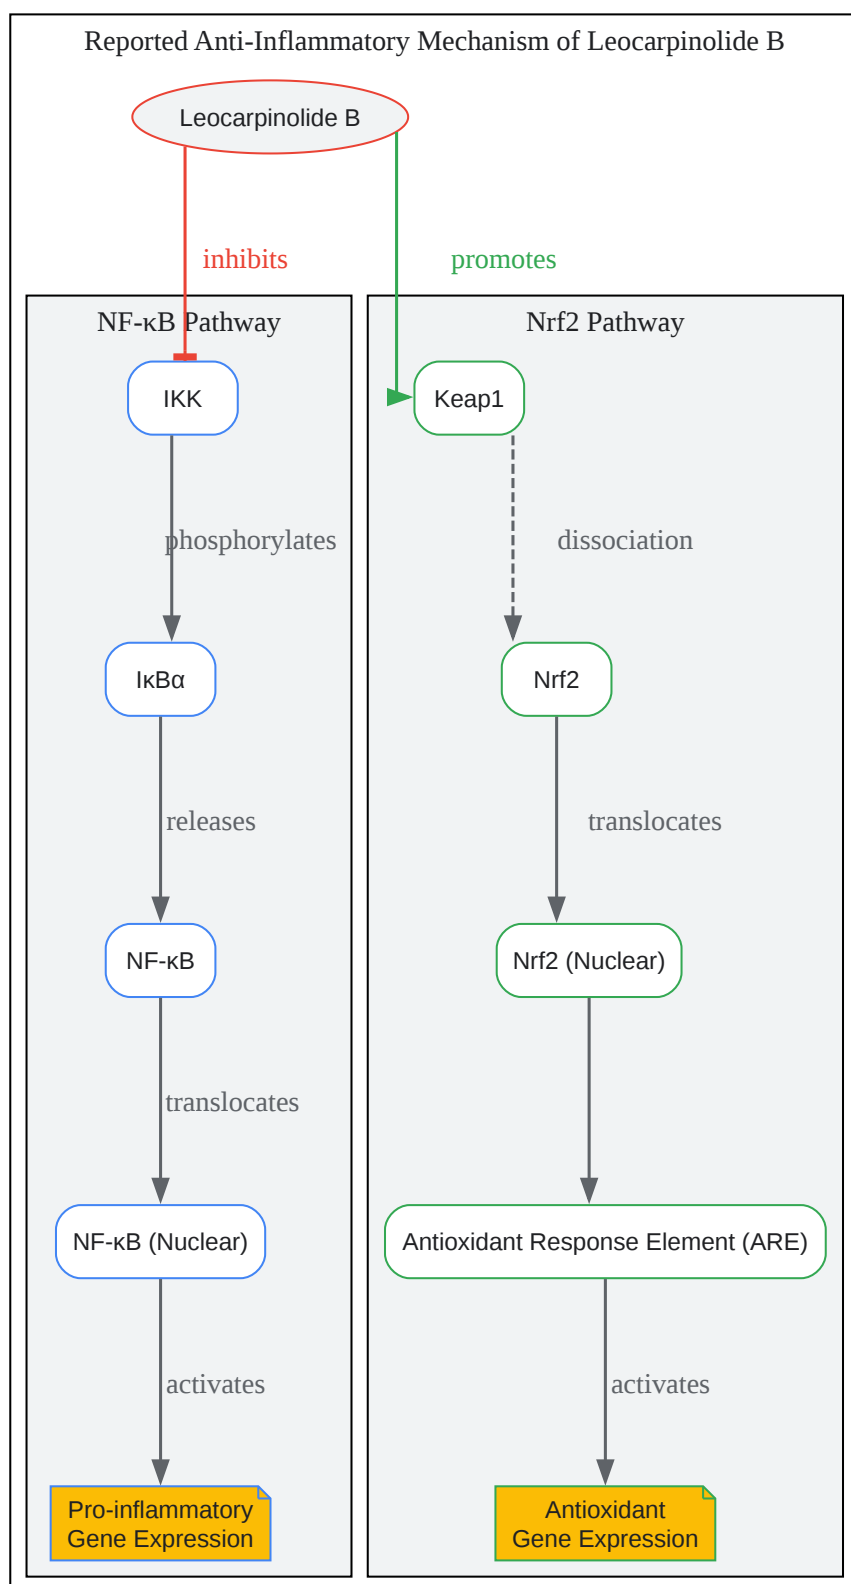 Reported Anti-Inflammatory Mechanism of Leocarpinolide B
Leocarpinolide B
inhibits
promotes
NF-κB Pathway
IKK
phosphorylates
IκBα
releases
NF-κB
translocates
NF-κB (Nuclear)
activates
Pro-inflammatory
Gene Expression
Nrf2 Pathway
Keap1
dissociation
Nrf2
translocates
Nrf2 (Nuclear)
Antioxidant Response Element (ARE)
activates
Antioxidant
Gene Expression